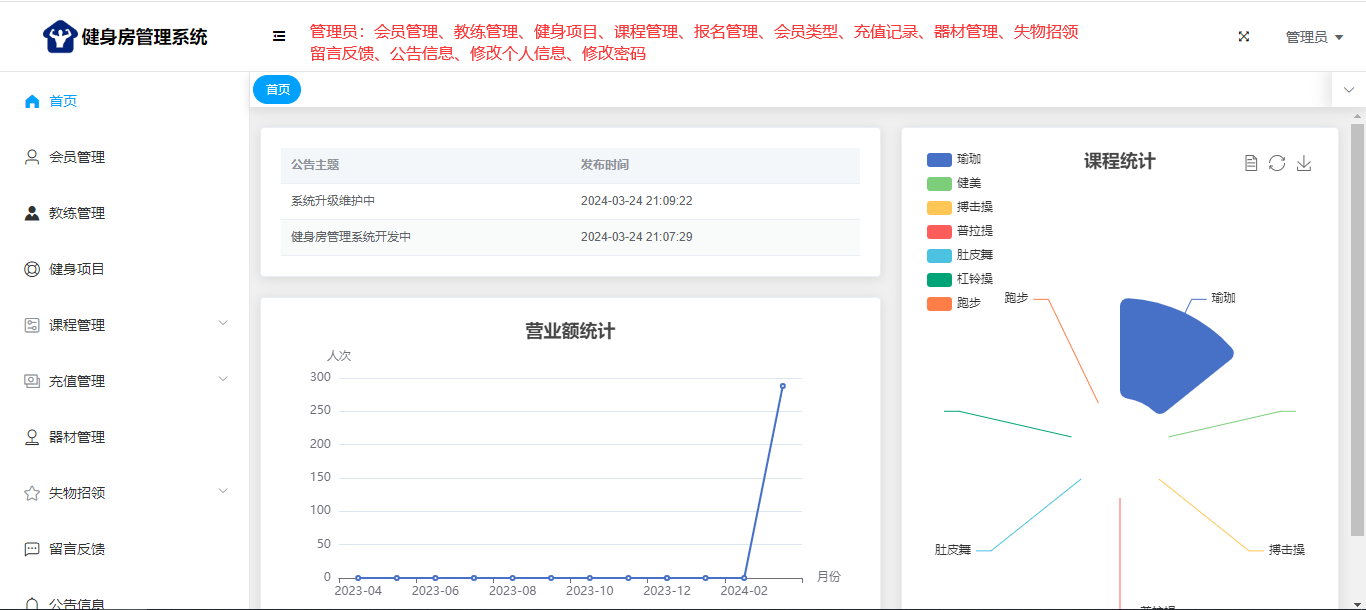 健身房管理系统
管理员：会员管理、教练管理、健身项目、课程管理、报名管理、会员类型、充值记录、器材管理、失物招领
留言反馈、公告信息、修改个人信息、修改密码
管理员
首页
会员管理
教练管理
健身项目
课程管理
充值管理
器材管理
失物招领
留言反馈
公告信息
首页
公告主题 发布时间
系统升级维护中 2024-03-24 21:09:22
健身房管理系统开发中 2024-03-24 21:07:29
营业额统计
人次
300
250
200
150
100
50
0
2023-04 2023-06 2023-08 2023-10 2023-12 2024-02
月份
课程统计
瑜珈
健美
搏击操
普拉提
肚皮舞
杠铃操
跑步
跑步
瑜珈
肚皮舞
搏击操
普拉提